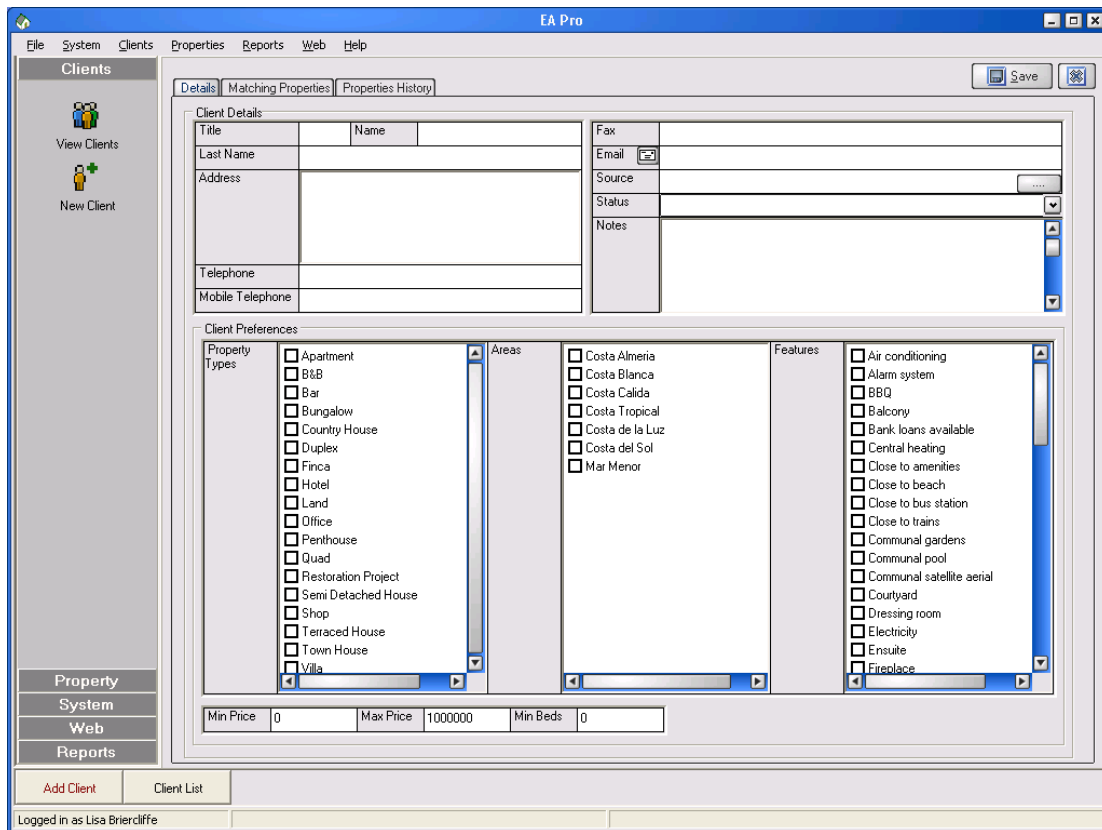 EA Pro
File System Clients Properties Reports Web Help
Clients
View Clients
New Client
Property
System
Web
Reports
Details Matching Properties Properties History
Save
Client Details
Title Name
Last Name
Address
Telephone
Mobile Telephone
Fax
Email
Source ....
Status
Notes
Client Preferences
Property
Types
Apartment
B&B
Bar
Bungalow
Country House
Duplex
Finca
Hotel
Land
Office
Penthouse
Quad
Restoration Project
Semi Detached House
Shop
Terraced House
Town House
Villa
Areas
Costa Almeria
Costa Blanca
Costa Calida
Costa Tropical
Costa de la Luz
Costa del Sol
Mar Menor
Features
Air conditioning
Alarm system
BBQ
Balcony
Bank loans available
Central heating
Close to amenities
Close to beach
Close to bus station
Close to trains
Communal gardens
Communal pool
Communal satellite aerial
Courtyard
Dressing room
Electricity
Ensuite
Fireplace
Min Price 0 Max Price 1000000 Min Beds 0
Add Client Client List
Logged in as Lisa Briercliffe